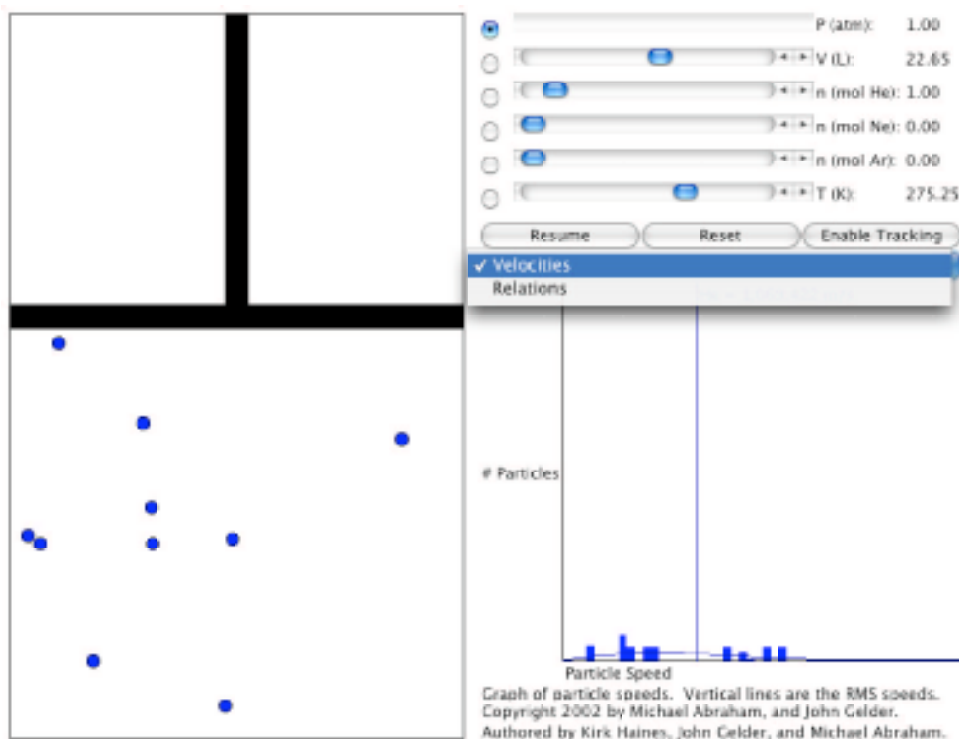 P (atm): 1.00
V (L): 22.65
n (mol He): 1.00
n (mol Ne): 0.00
n (mol Ar): 0.00
T (K): 275.25
Resume Reset Enable Tracking
✓ Velocities
Relations
# Particles
Particle Speed
Graph of particle speeds. Vertical lines are the RMS speeds.
Copyright 2002 by Michael Abraham, and John Gelder.
Authored by Kirk Haines, John Gelder, and Michael Abraham.